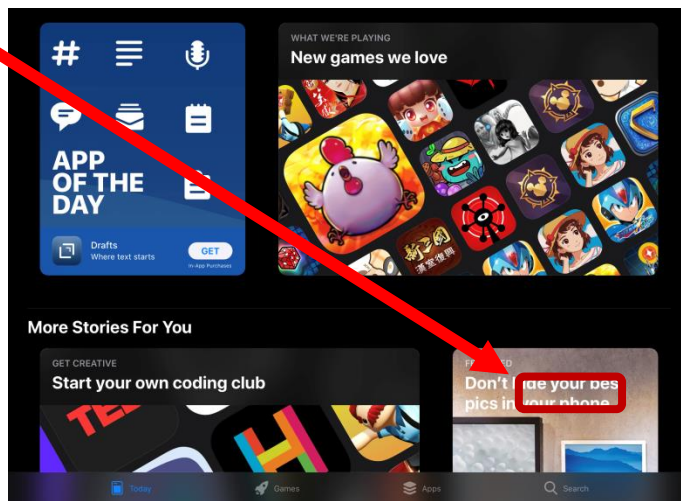 WHAT WE'RE PLAYING
New games we love
APP
OF THE
DAY
Drafts
Where text starts
GET
In-App Purchases
More Stories For You
GET CREATIVE
Start your own coding club
Don't hide your bes
pics in your phone
Today
Games
Apps
Search